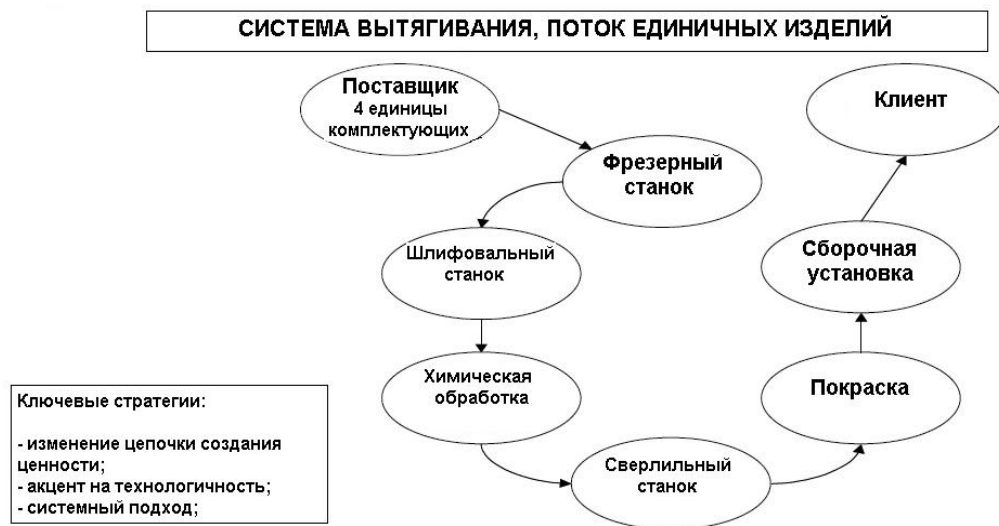 СИСТЕМА ВЫТЯГИВАНИЯ, ПОТОК ЕДИНИЧНЫХ ИЗДЕЛИЙ
Поставщик
4 единицы
комплектующих
Клиент
Фрезерный
станок
Шлифовальный
станок
Сборочная
установка
Химическая
обработка
Покраска
Сверлильный
станок
Ключевые стратегии:
- изменение цепочки создания
ценности;
- акцент на технологичность;
- системный подход;